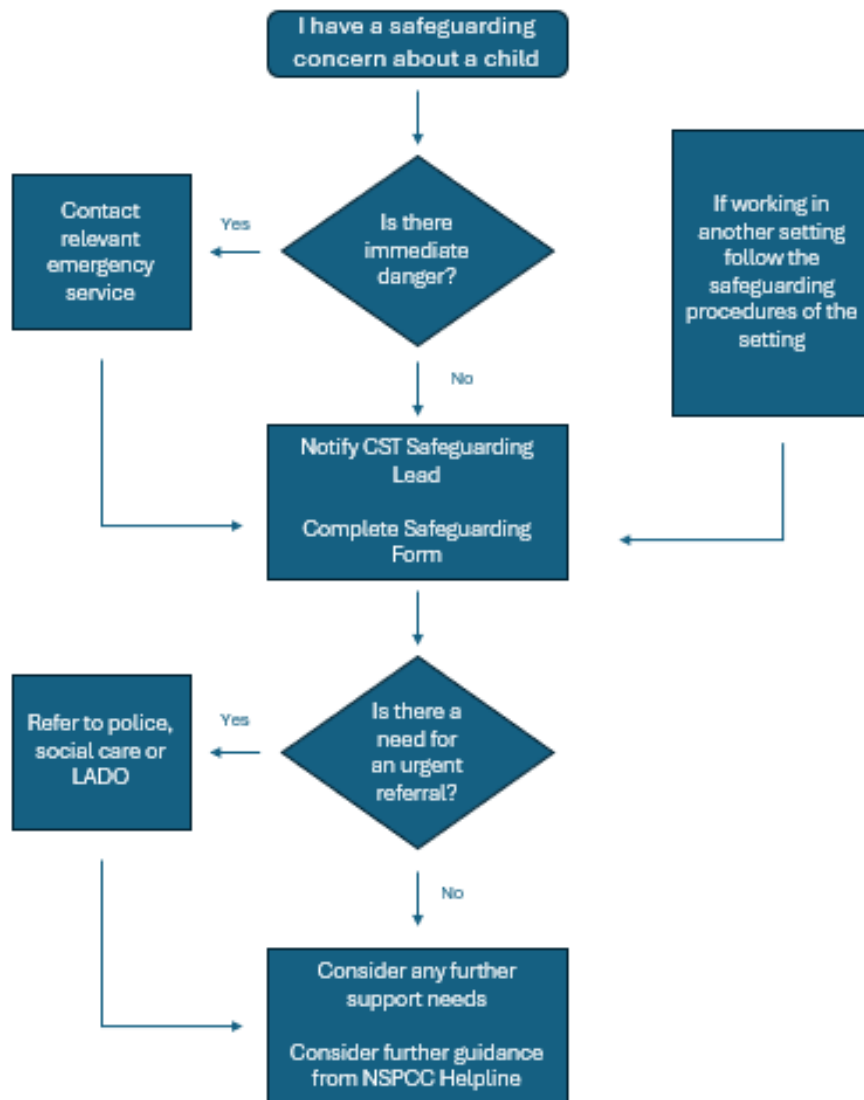 I have a safeguarding
concern about a child
Is there
immediate
danger?
Yes
Contact
relevant
emergency
service
If working in
another setting
follow the
safeguarding
procedures of the
setting
No
Notify CST Safeguarding
Lead
Complete Safeguarding
Form
Is there a
need for
an urgent
referral?
Yes
Refer to police,
social care or
LADO
No
Consider any further
support needs
Consider further guidance
from NSPCC Helpline